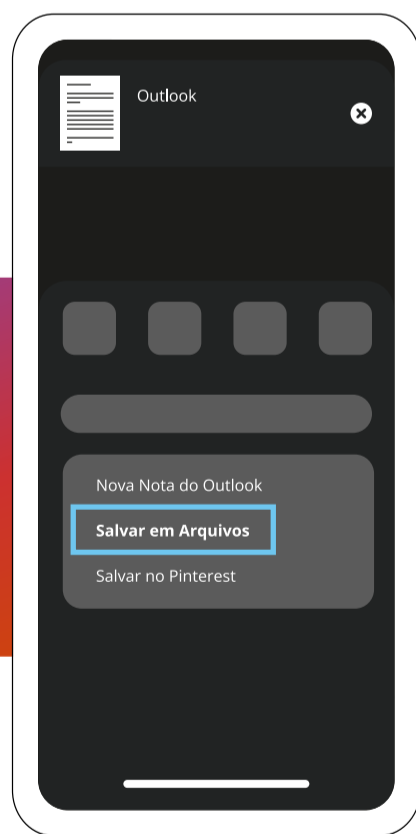 Outlook
Nova Nota do Outlook
Salvar em Arquivos
Salvar no Pinterest